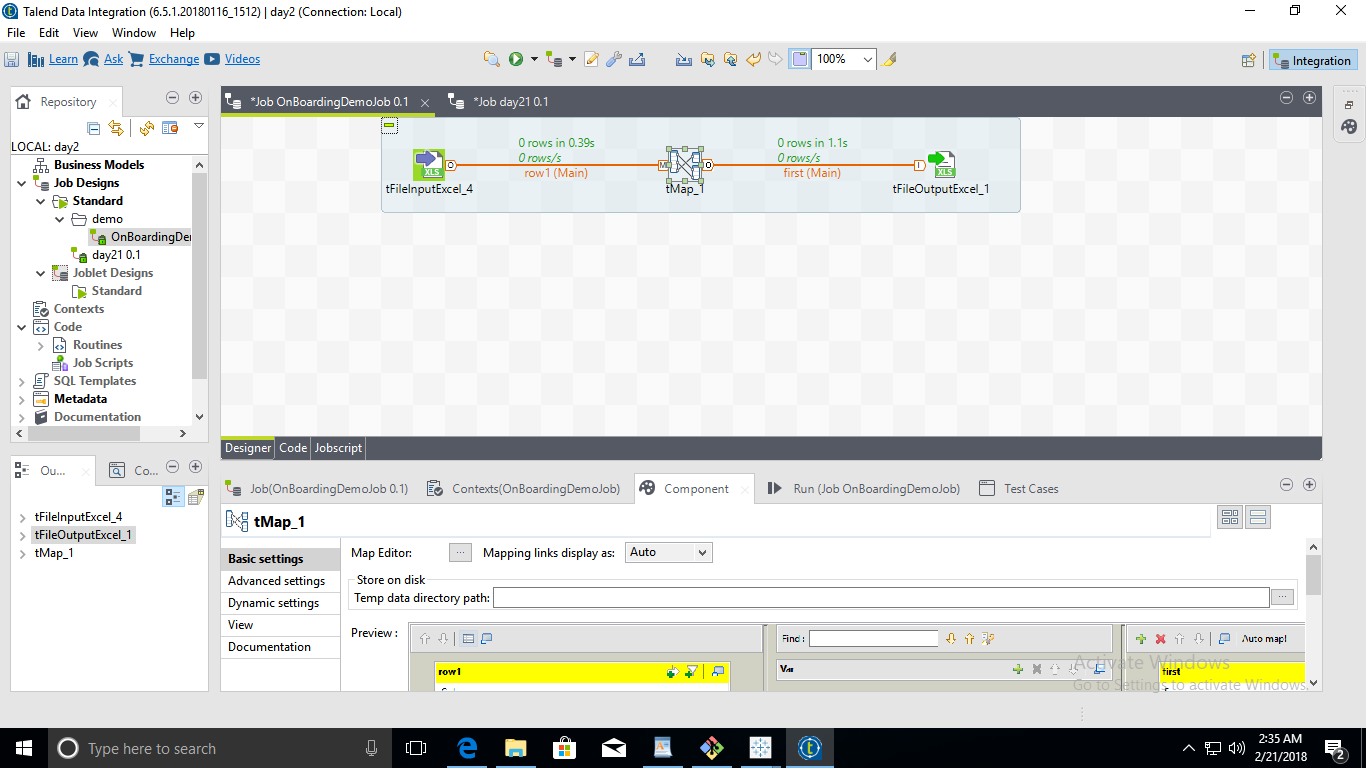 Talend Data Integration (6.5.1.20180116_1512) | day2 (Connection: Local)
File Edit View Window Help
Learn Ask Exchange Videos
100%
Integration
Repository
*Job OnBoardingDemoJob 0.1
*Job day21 0.1
LOCAL: day2
Business Models
Job Designs
Standard
demo
OnBoardingDe
day21 0.1
Joblet Designs
Standard
Contexts
Code
Routines
Job Scripts
SQL Templates
Metadata
Documentation
0 rows in 0.39s
0 rows/s
row1 (Main)
0 rows in 1.1s
0 rows/s
first (Main)
O M O I
XLS XLS
tFileInputExcel_4
tMap_1
tFileOutputExcel_1
Designer Code Jobscript
Ou...
Co...
tFileInputExcel_4
tFileOutputExcel_1
tMap_1
Job(OnBoardingDemoJob 0.1)
Contexts(OnBoardingDemoJob)
Component
Run (Job OnBoardingDemoJob)
Test Cases
tMap_1
Basic settings
Advanced settings
Dynamic settings
View
Documentation
Map Editor: ... Mapping links display as: Auto
Store on disk
Temp data directory path: ...
Preview :
Find :
Auto map!
row1
Var
first
Activate Windows
Go to Settings to activate Windows.
Type here to search
2:35 AM
2/21/2018
2